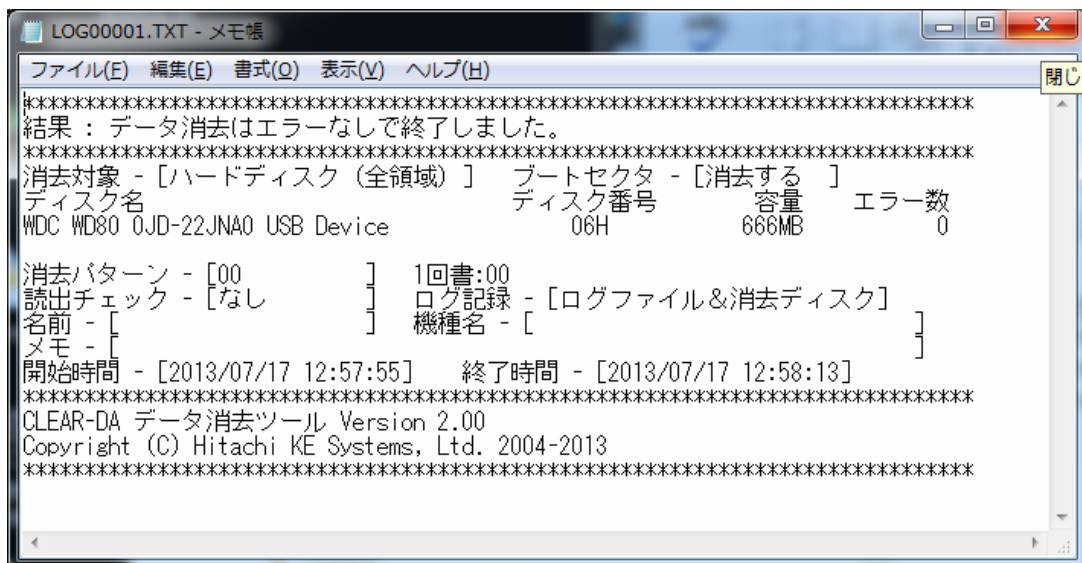 LOG00001.TXT - メモ帳
ファイル(F) 編集(E) 書式(O) 表示(V) ヘルプ(H)
閉じ
******************************************************************************
結果 : データ消去はエラーなしで終了しました。
******************************************************************************
消去対象 - [ハードディスク（全領域）] ブートセクタ - [消去する ]
ディスク名 ディスク番号 容量 エラー数
WDC WD80 0JD-22JNA0 USB Device 06H 666MB 0
消去パターン - [00 ] 1回書:00
読出チェック - [なし ] ログ記録 - [ログファイル＆消去ディスク]
名前 - [ ] 機種名 - [ ]
メモ - [ ]
開始時間 - [2013/07/17 12:57:55] 終了時間 - [2013/07/17 12:58:13]
******************************************************************************
CLEAR-DA データ消去ツール Version 2.00
Copyright (C) Hitachi KE Systems, Ltd. 2004-2013
******************************************************************************